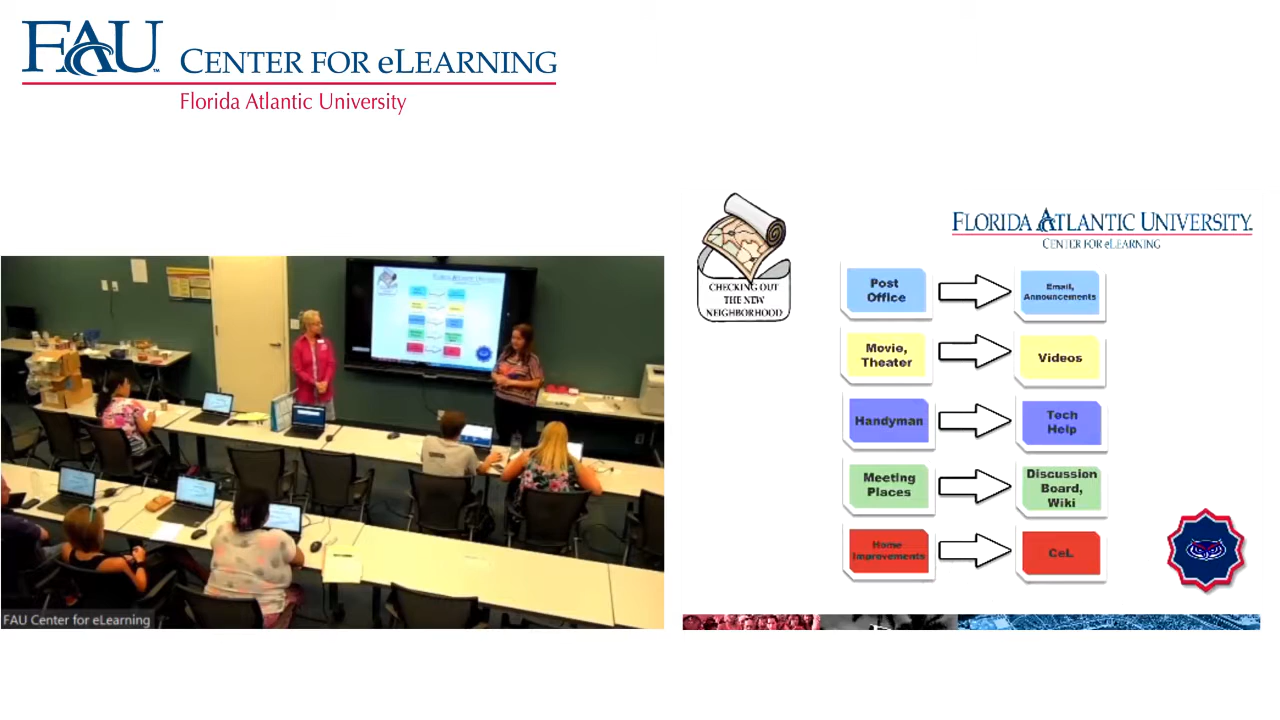 FAU™ CENTER FOR eLEARNING
Florida Atlantic University
CHECKING OUT
THE NEW
NEIGHBORHOOD
FLORIDA ATLANTIC UNIVERSITY.
CENTER FOR eLEARNING
Post
Office
Email,
Announcements
Movie,
Theater
Videos
Handyman
Tech
Help
Meeting
Places
Discussion
Board,
Wiki
Home
Improvements
CeL
FAU Center for eLearning